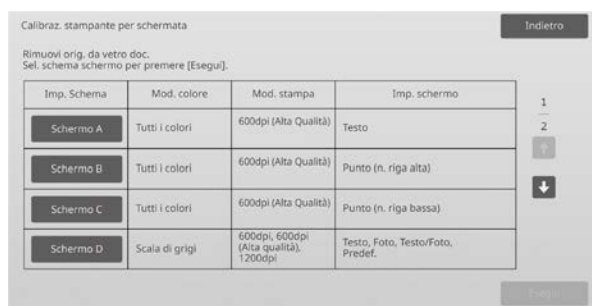 Calibraz. stampante per schermata
Indietro
Rimuovi orig. da vetro doc.
Sel. schema schermo per premere [Esegui].
Imp. Schema Mod. colore Mod. stampa Imp. schermo
Schermo A Tutti i colori 600dpi (Alta Qualità) Testo
Schermo B Tutti i colori 600dpi (Alta Qualità) Punto (n. riga alta)
Schermo C Tutti i colori 600dpi (Alta Qualità) Punto (n. riga bassa)
Schermo D Scala di grigi 600dpi, 600dpi
(Alta qualità),
1200dpi
Testo, Foto, Testo/Foto,
Predef.
1
2
Esegui